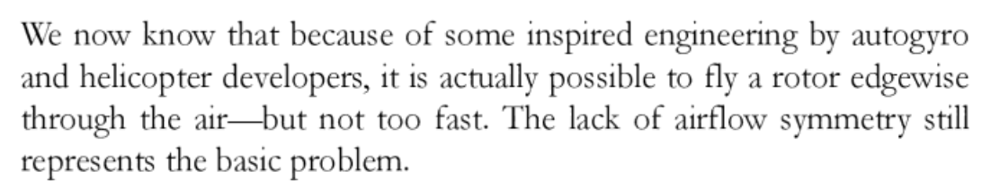 We now know that because of some inspired engineering by autogyro
and helicopter developers, it is actually possible to fly a rotor edgewise
through the air—but not too fast. The lack of airflow symmetry still
represents the basic problem.